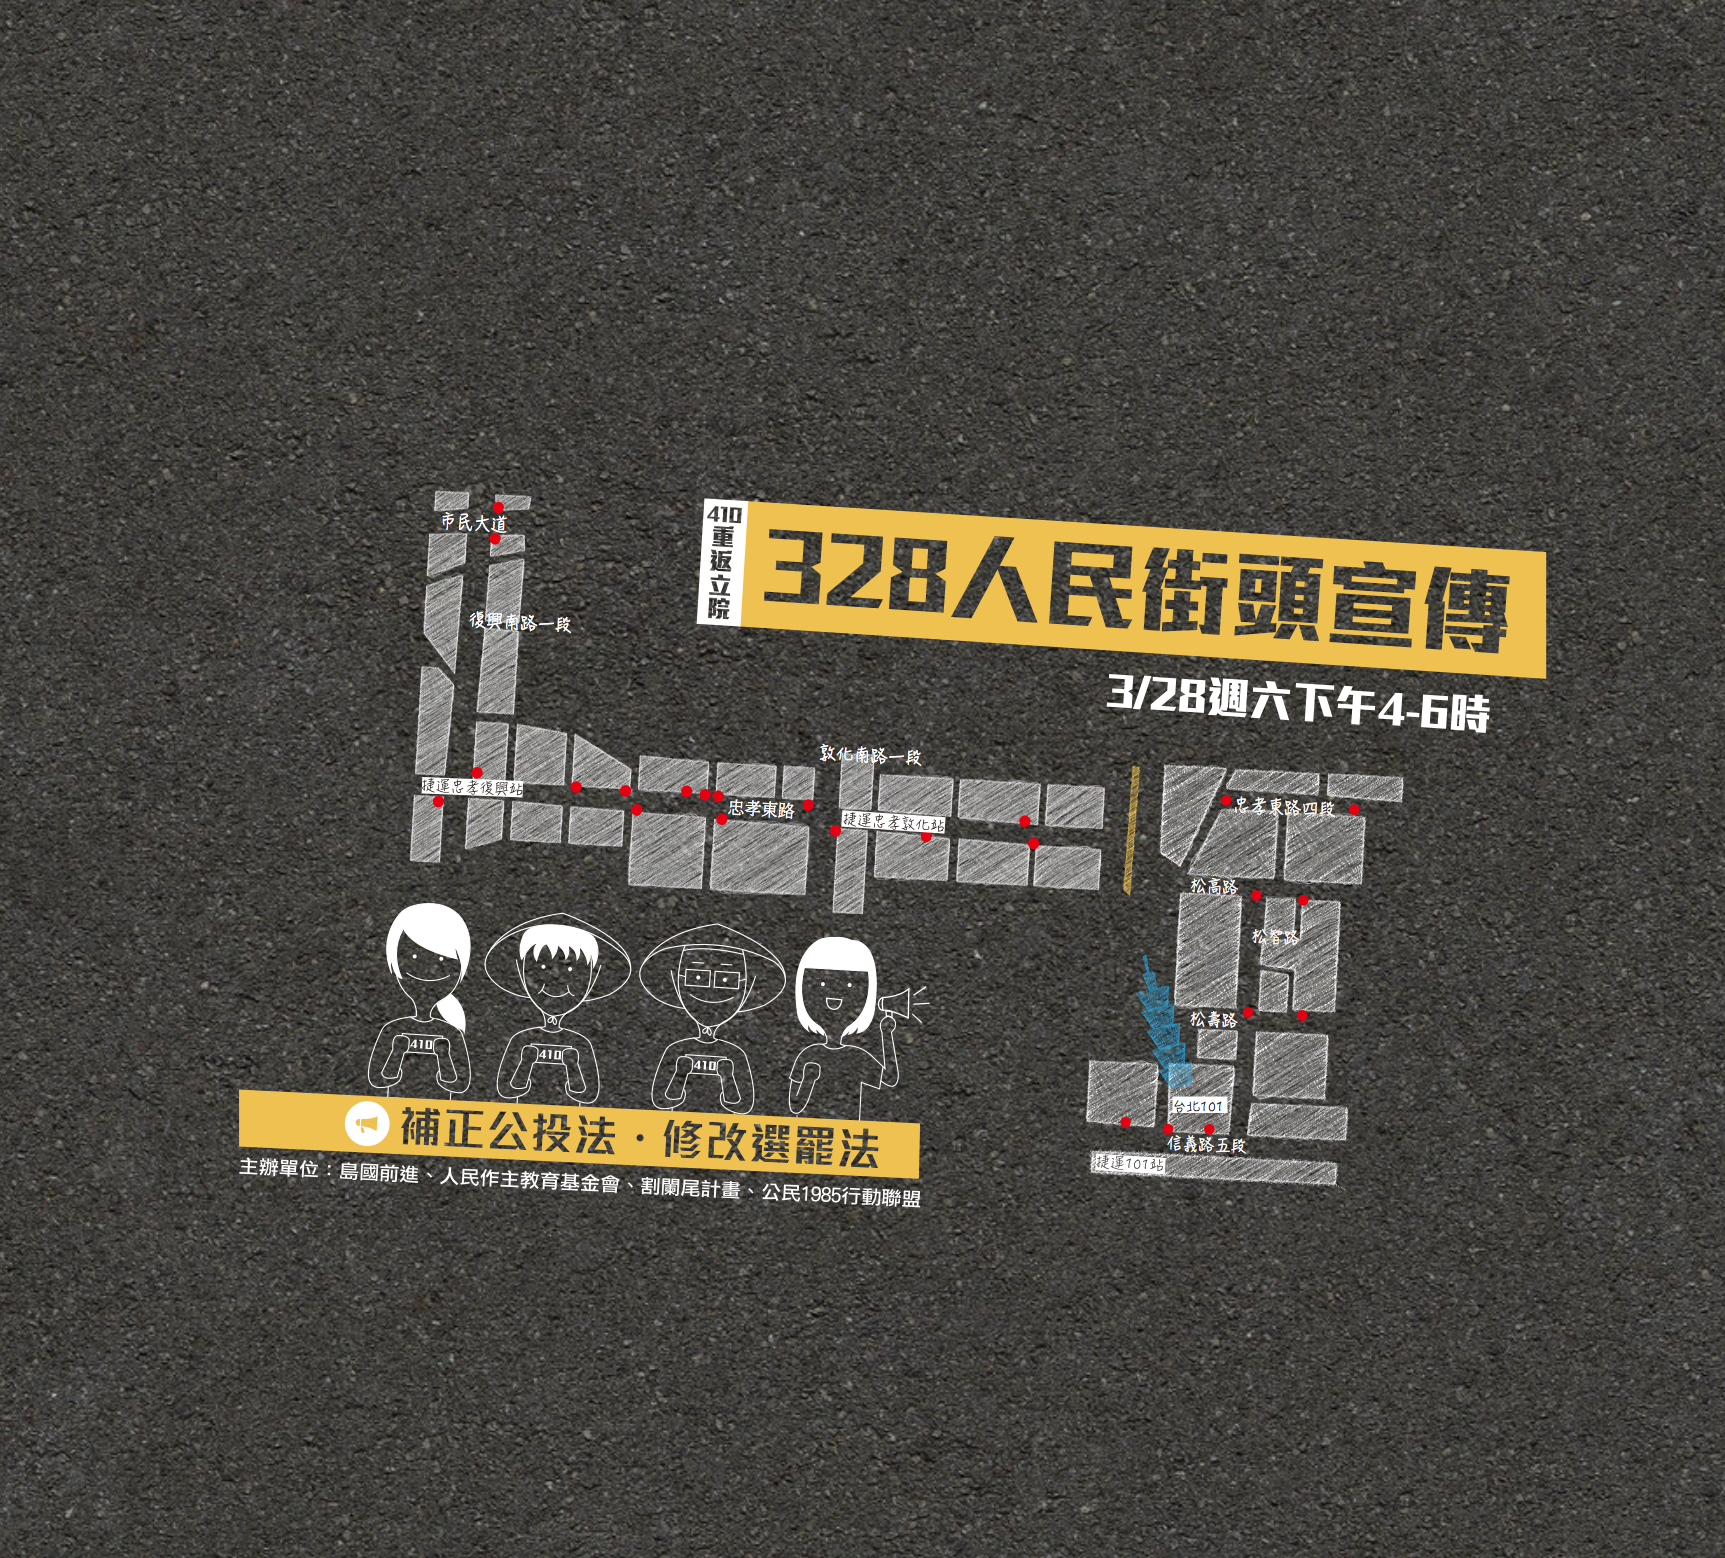 410
重返立院
328人民街頭宣傳
3/28週六下午4-6時
市民大道
復興南路一段
捷運忠孝復興站
忠孝東路
敦化南路一段
捷運忠孝敦化站
忠孝東路四段
松高路
松智路
松壽路
台北101
信義路五段
捷運101站
410
410
410
補正公投法・修改選罷法
主辦單位：島國前進、人民作主教育基金會、割闌尾計畫、公民1985行動聯盟